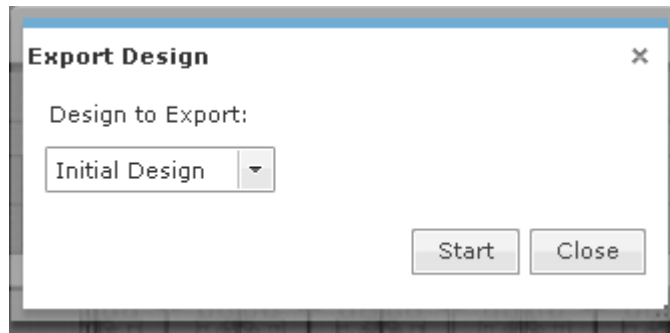 Export Design
Design to Export:
Initial Design
Start Close